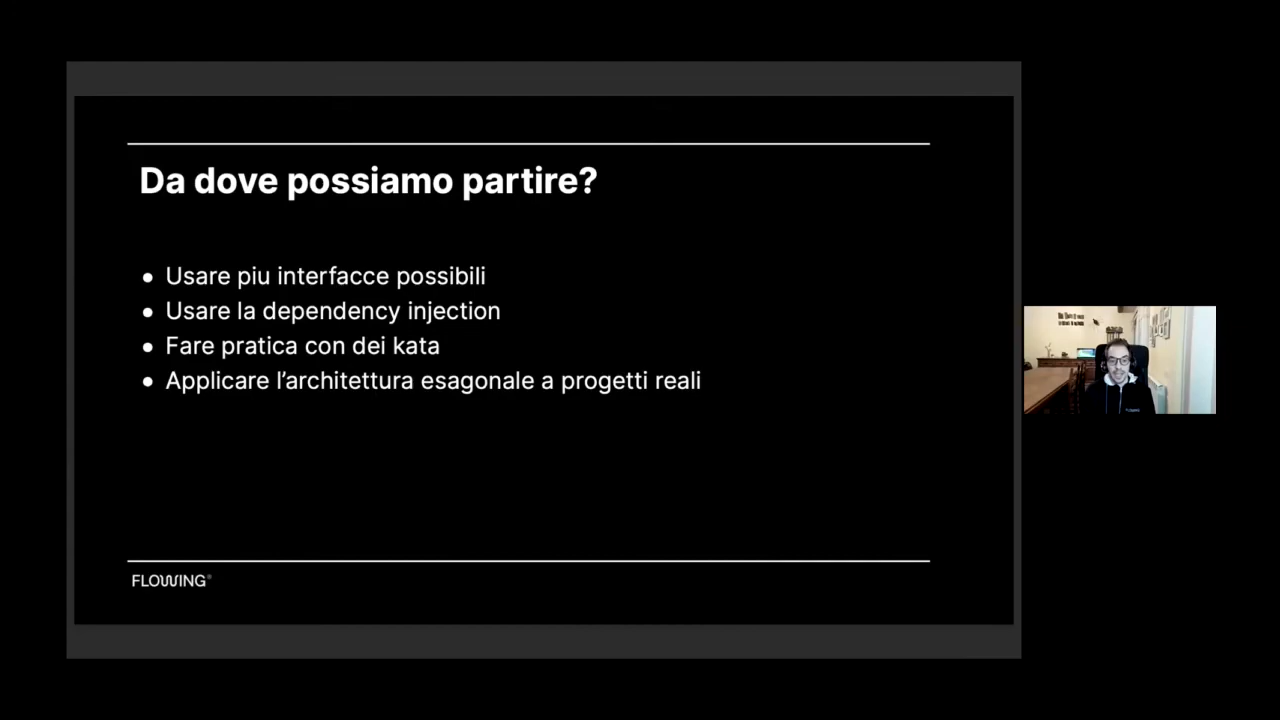 Da dove possiamo partire?
• Usare piu interfacce possibili
• Usare la dependency injection
• Fare pratica con dei kata
• Applicare l'architettura esagonale a progetti reali
FLOWING®